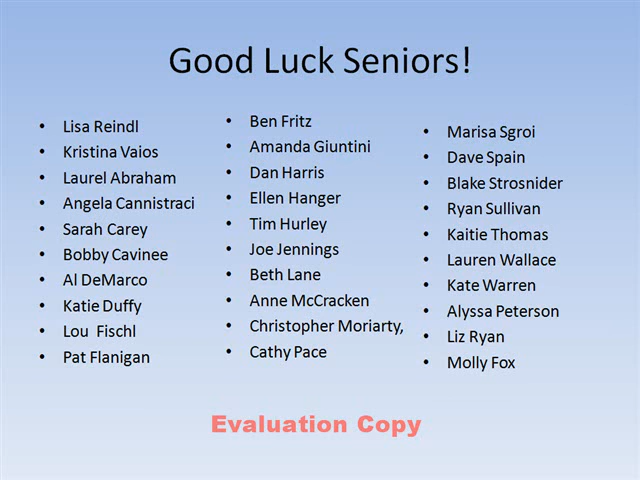 Good Luck Seniors!
• Lisa Reindl
• Kristina Vaios
• Laurel Abraham
• Angela Cannistraci
• Sarah Carey
• Bobby Cavinee
• Al DeMarco
• Katie Duffy
• Lou  Fischl
• Pat Flanigan
• Ben Fritz
• Amanda Giuntini
• Dan Harris
• Ellen Hanger
• Tim Hurley
• Joe Jennings
• Beth Lane
• Anne McCracken
• Christopher Moriarty,
• Cathy Pace
• Marisa Sgroi
• Dave Spain
• Blake Strosnider
• Ryan Sullivan
• Kaitie Thomas
• Lauren Wallace
• Kate Warren
• Alyssa Peterson
• Liz Ryan
• Molly Fox
Evaluation Copy